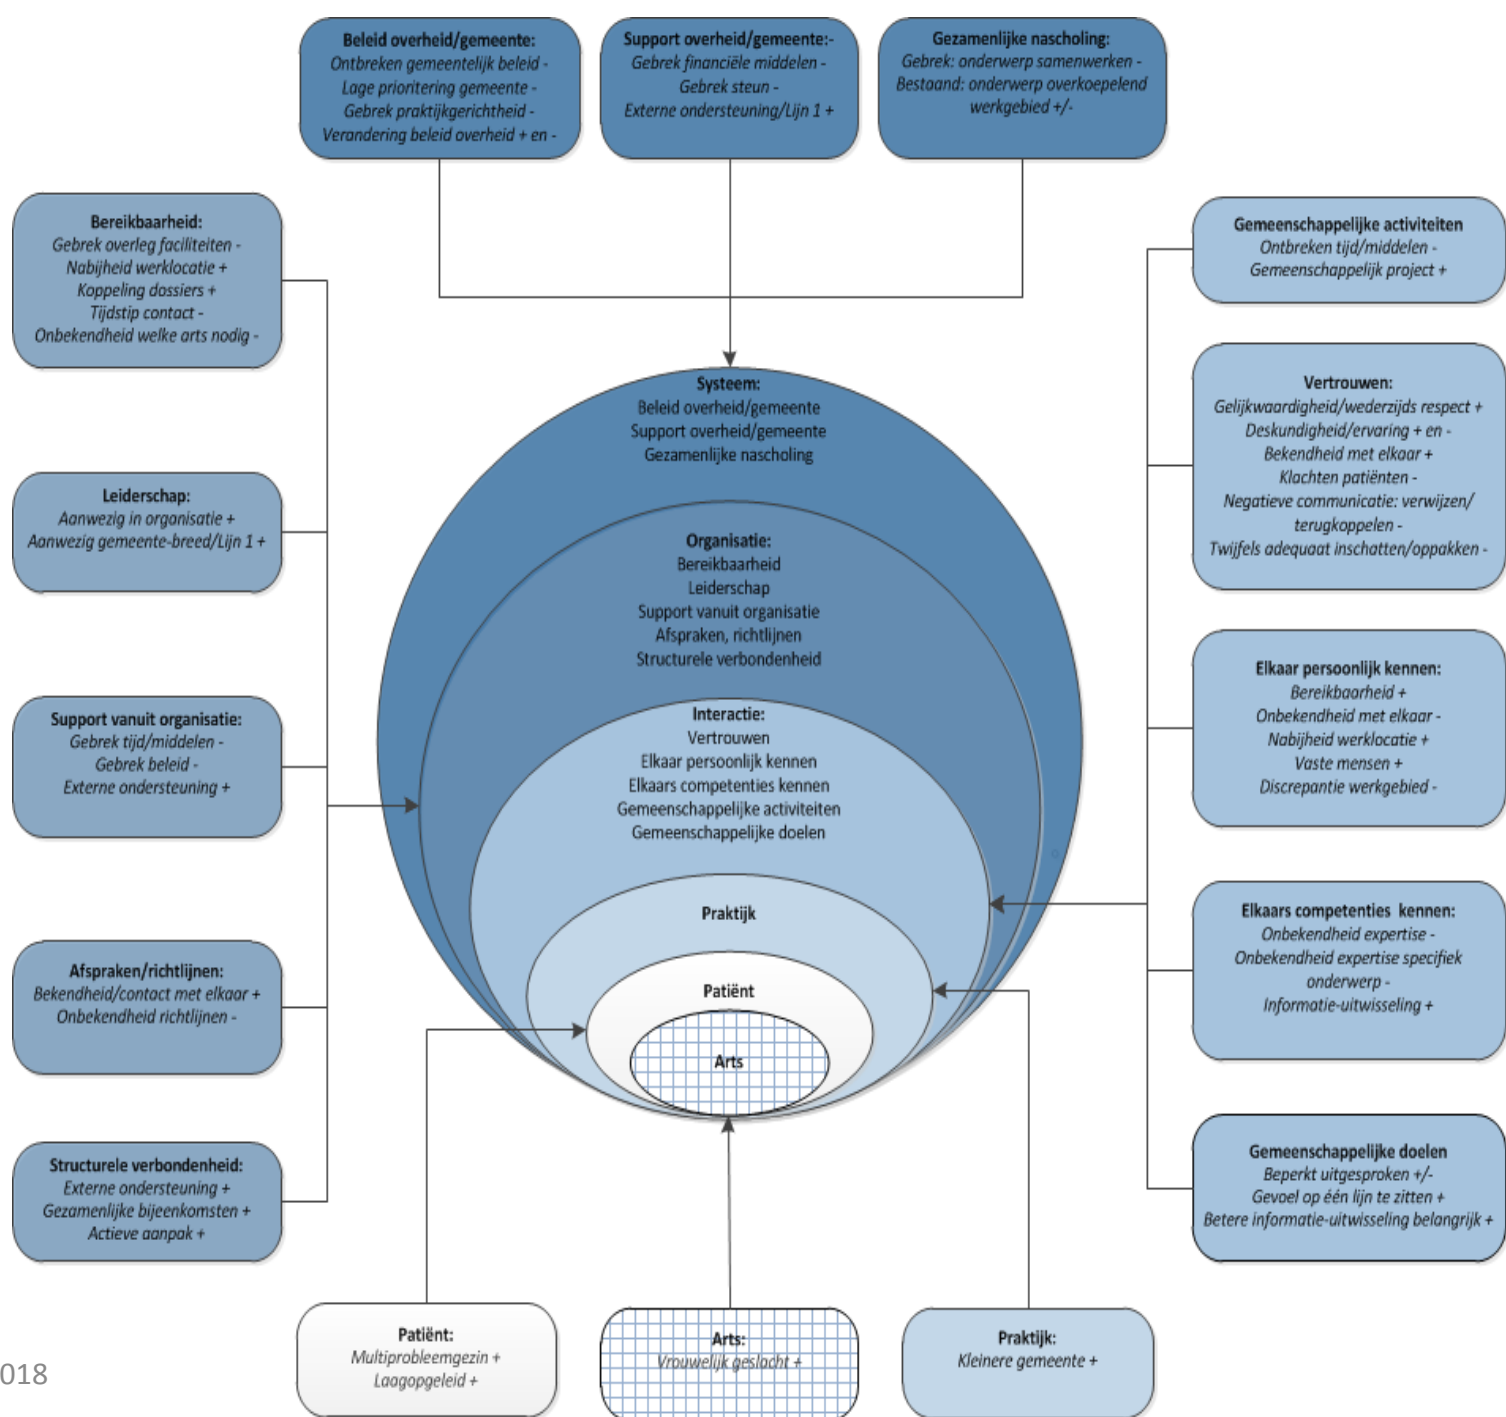 Beleid overheid/gemeente:
Ontbreken gemeentelijk beleid -
Lage prioritering gemeente -
Gebrek praktijkgerichtheid -
Verandering beleid overheid + en -
Support overheid/gemeente:-
Gebrek financiële middelen -
Gebrek steun -
Externe ondersteuning/Lijn 1 +
Gezamenlijke nascholing:
Gebrek: onderwerp samenwerken -
Bestaand: onderwerp overkoepelend
werkgebied +/-
Bereikbaarheid:
Gebrek overleg faciliteiten -
Nabijheid werklocatie +
Koppeling dossiers +
Tijdstip contact -
Onbekendheid welke arts nodig -
Leiderschap:
Aanwezig in organisatie +
Aanwezig gemeente-breed/Lijn 1 +
Support vanuit organisatie:
Gebrek tijd/middelen -
Gebrek beleid -
Externe ondersteuning +
Afspraken/richtlijnen:
Bekendheid/contact met elkaar +
Onbekendheid richtlijnen -
Structurele verbondenheid:
Externe ondersteuning +
Gezamenlijke bijeenkomsten +
Actieve aanpak +
Systeem:
Beleid overheid/gemeente
Support overheid/gemeente
Gezamenlijke nascholing
Organisatie:
Bereikbaarheid
Leiderschap
Support vanuit organisatie
Afspraken, richtlijnen
Structurele verbondenheid
Interactie:
Vertrouwen
Elkaar persoonlijk kennen
Elkaars competenties kennen
Gemeenschappelijke activiteiten
Gemeenschappelijke doelen
Praktijk
Patiënt
Arts
Gemeenschappelijke activiteiten
Ontbreken tijd/middelen -
Gemeenschappelijk project +
Vertrouwen:
Gelijkwaardigheid/wederzijds respect +
Deskundigheid/ervaring + en -
Bekendheid met elkaar +
Klachten patiënten -
Negatieve communicatie: verwijzen/
terugkoppelen -
Twijfels adequaat inschatten/oppakken -
Elkaar persoonlijk kennen:
Bereikbaarheid +
Onbekendheid met elkaar -
Nabijheid werklocatie +
Vaste mensen +
Discrepantie werkgebied -
Elkaars competenties kennen:
Onbekendheid expertise -
Onbekendheid expertise specifiek
onderwerp -
Informatie-uitwisseling +
Gemeenschappelijke doelen
Beperkt uitgesproken +/-
Gevoel op één lijn te zitten +
Betere informatie-uitwisseling belangrijk +
Patiënt:
Multiprobleemgezin +
Laagopgeleid +
Arts:
Vrouwelijk geslacht +
Praktijk:
Kleinere gemeente +
018